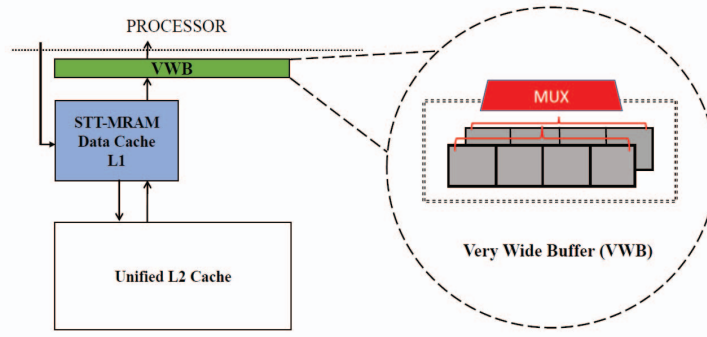 PROCESSOR
VWB
STT-MRAM
Data Cache
L1
Unified L2 Cache
MUX
Very Wide Buffer (VWB)